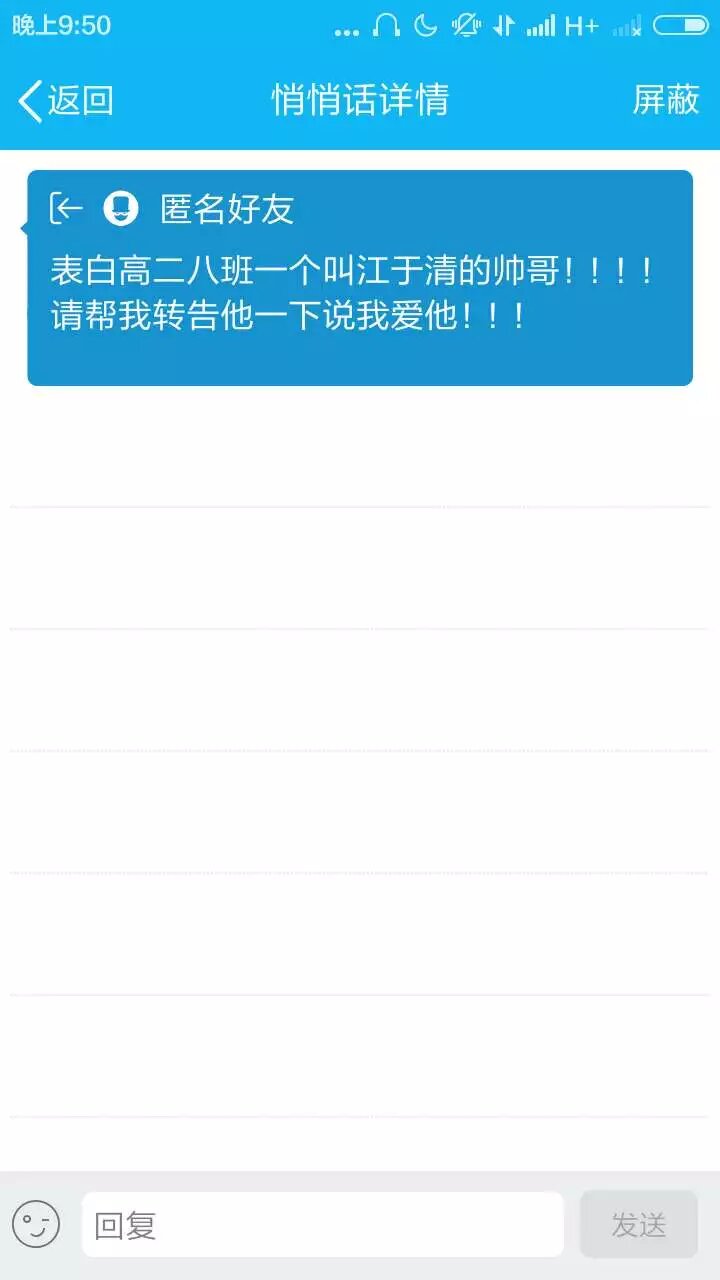 晚上9:50 ... H+
返回 悄悄话详情 屏蔽
匿名好友
表白高二八班一个叫江于清的帅哥！！！！
请帮我转告他一下说我爱他！！！
回复 发送